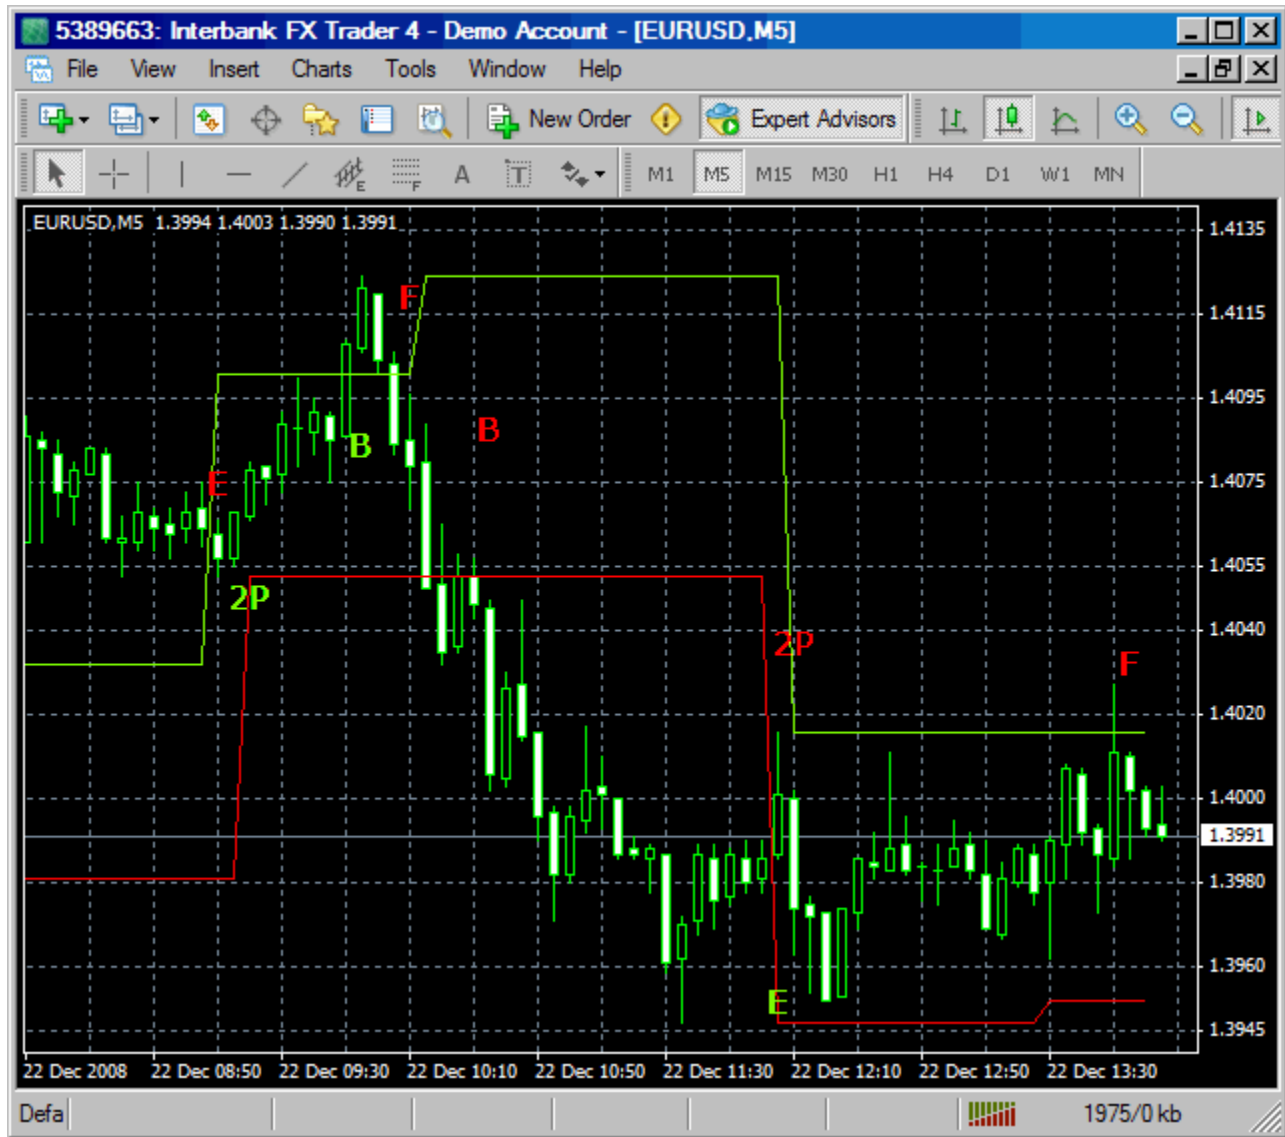 5389663: Interbank FX Trader 4 - Demo Account - [EURUSD,M5]
File View Insert Charts Tools Window Help
New Order Expert Advisors
E F A T M1 M5 M15 M30 H1 H4 D1 W1 MN
EURUSD,M5 1.3994 1.4003 1.3990 1.3991
1.4135
F
1.4115
1.4095
B B
E
1.4075
1.4055
2P
1.4040
2P
F
1.4020
1.4000
1.3991
1.3980
1.3960
E
1.3945
22 Dec 2008 22 Dec 08:50 22 Dec 09:30 22 Dec 10:10 22 Dec 10:50 22 Dec 11:30 22 Dec 12:10 22 Dec 12:50 22 Dec 13:30
Defa 1975/0 kb